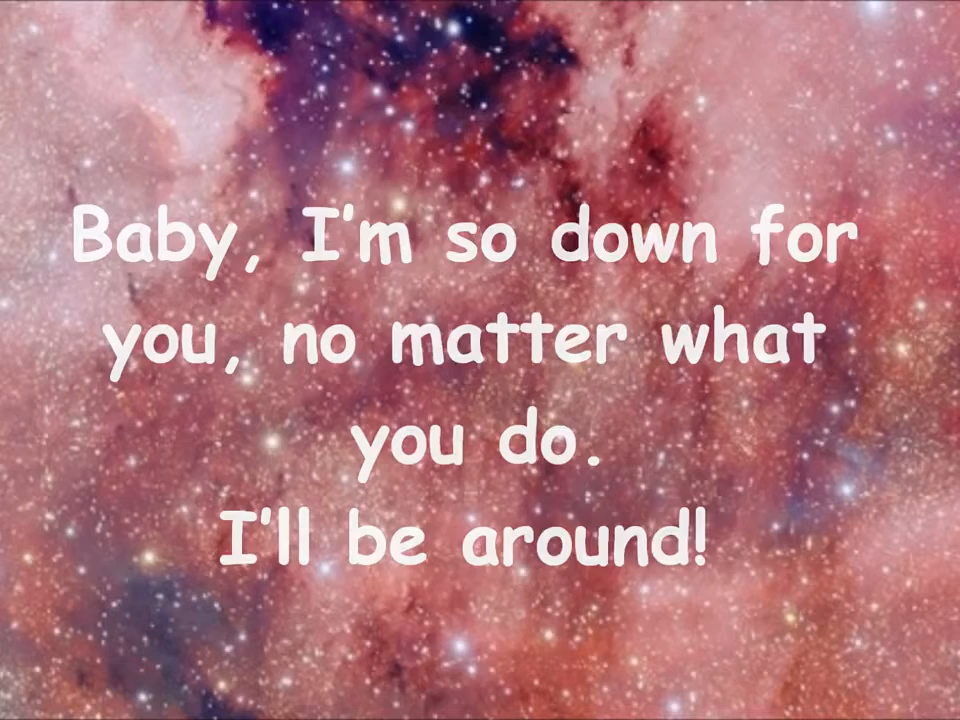 Baby, I'm so down for
you, no matter what
you do.
I'll be around!